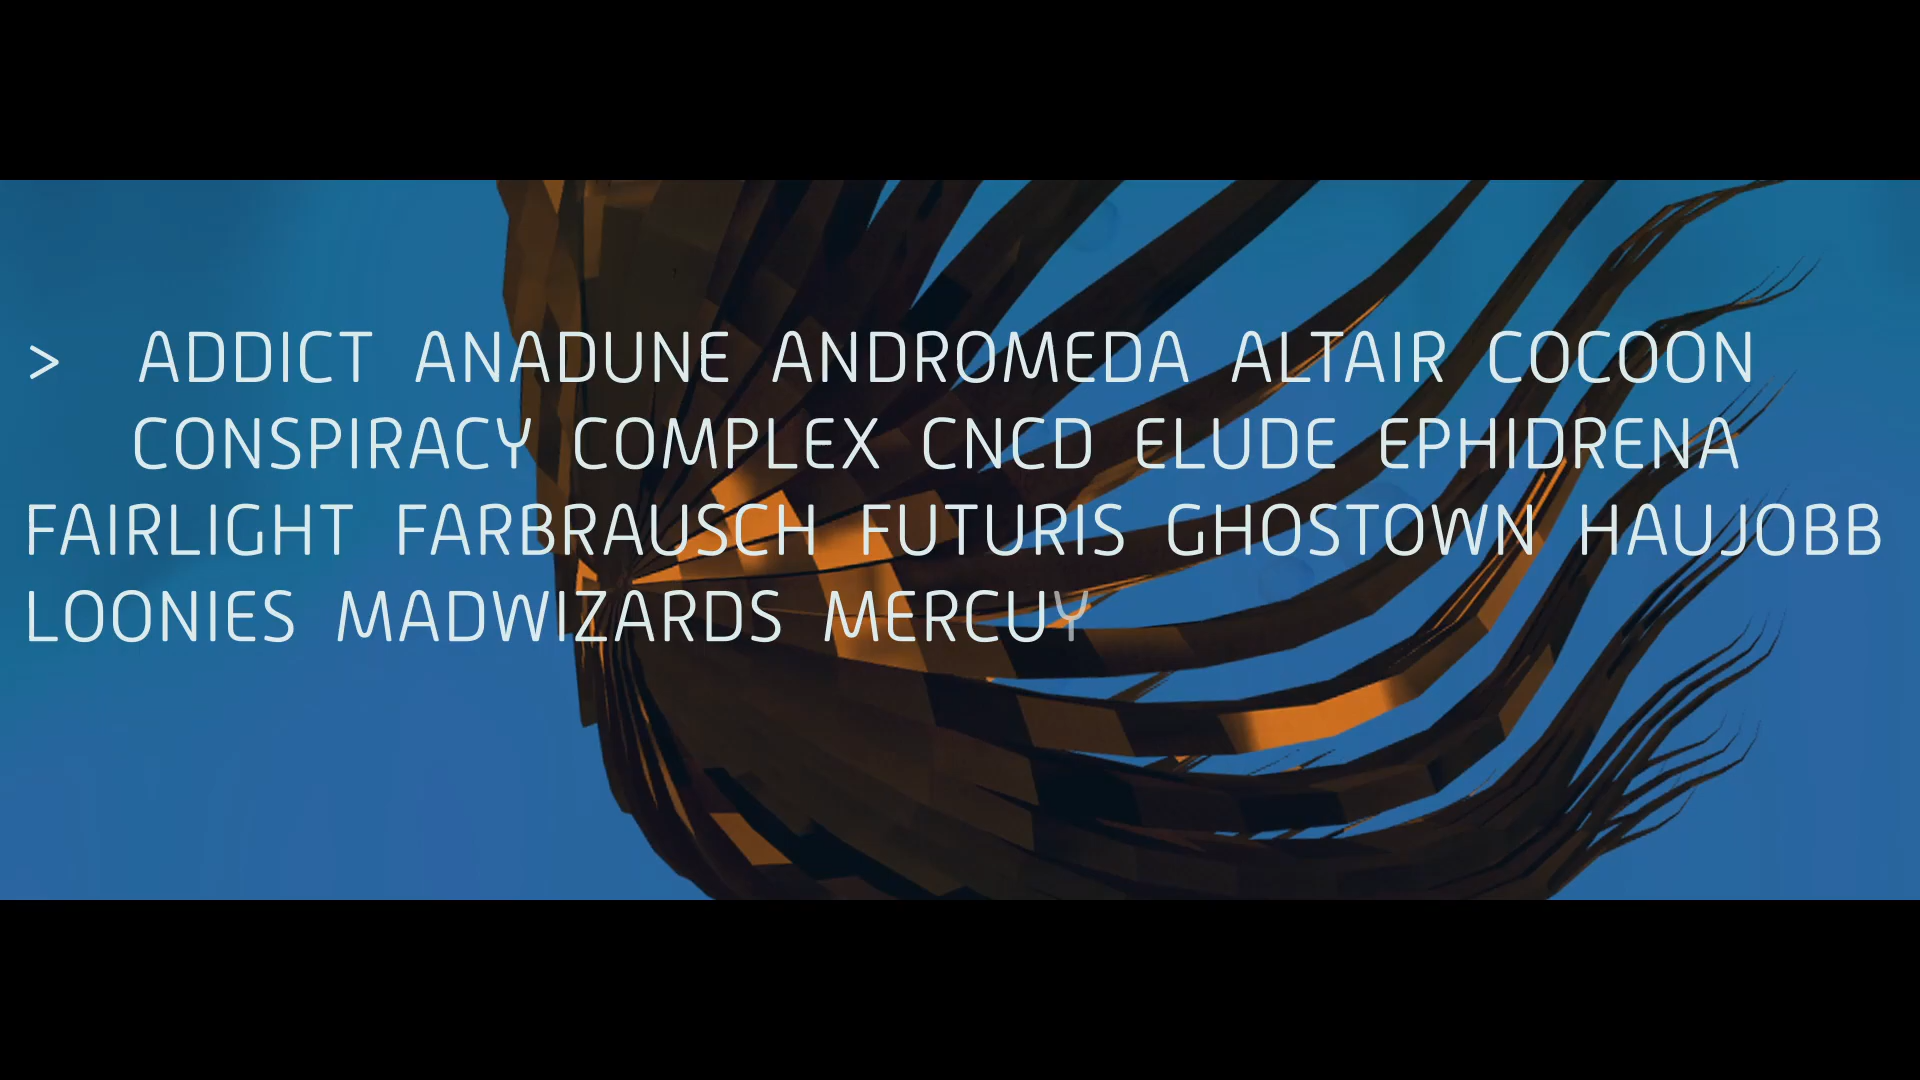 > ADDICT ANADUNE ANDROMEDA ALTAIR COCOON
CONSPIRACY COMPLEX CNCD ELUDE EPHIDRENA
FAIRLIGHT FARBRAUSCH FUTURIS GHOSTOWN HAUJOBB
LOONIES MADWIZARDS MERCUY